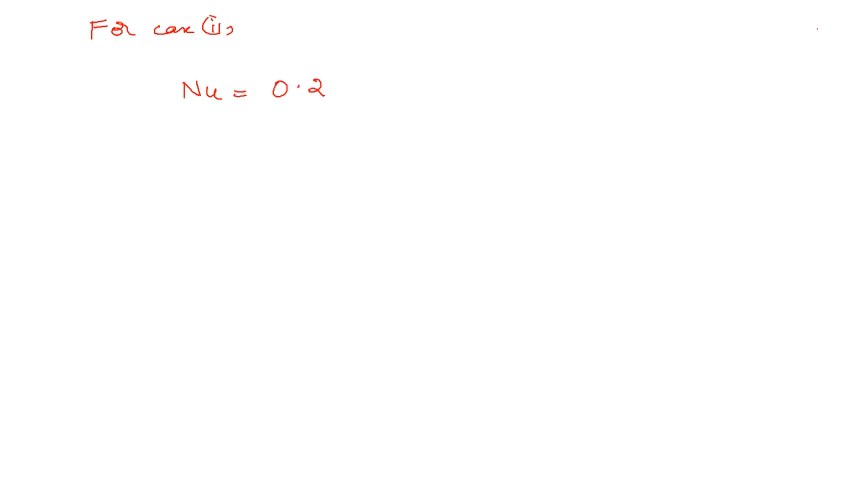 For case (ii),
Nu = 0.2